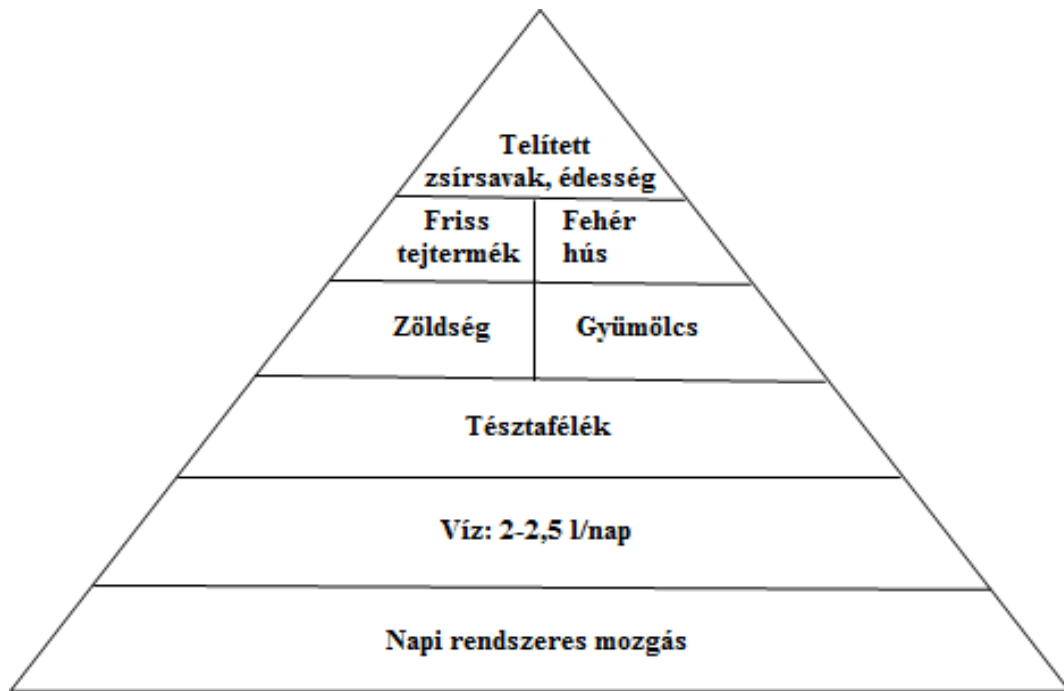 Telített
zsírsavak, édesség
Friss
tejtermék
Fehér
hús
Zöldség
Gyümölcs
Tésztafélék
Víz: 2-2,5 l/nap
Napi rendszeres mozgás